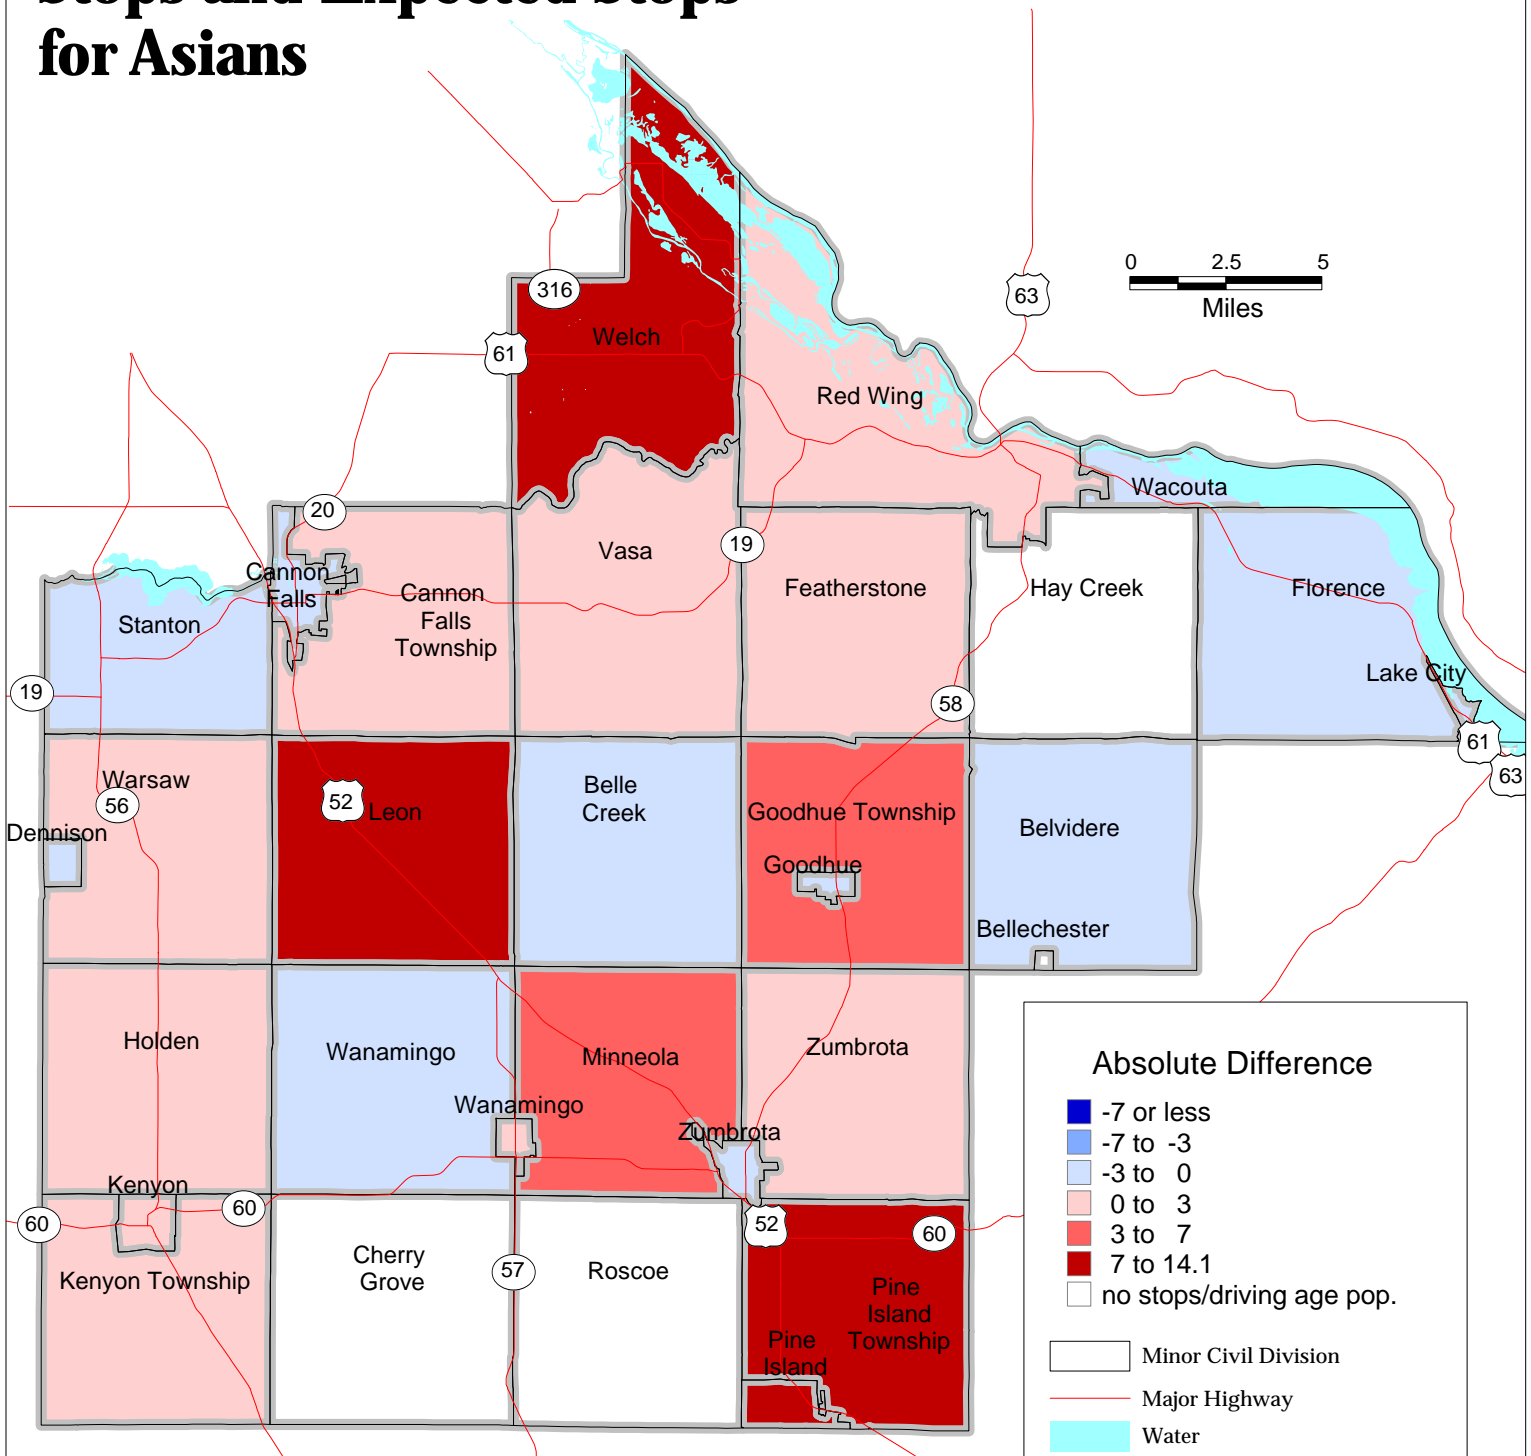 Stops and Expected Stops
for Asians
0 2.5 5
Miles
63
316
Welch
61
Red Wing
Wacouta
20
Vasa
19
Cannon
Falls
Cannon
Falls
Township
Featherstone
Hay Creek
Florence
Stanton
Lake City
19
58
61
63
Warsaw
56
52
Leon
Belle
Creek
Goodhue Township
Belvidere
Dennison
Goodhue
Bellechester
Holden
Wanamingo
Minneola
Zumbrota
Wanamingo
Zumbrota
Kenyon
60
60
52
60
Cherry
Grove
57
Roscoe
Kenyon Township
Pine
Island
Township
Pine
Island
Absolute Difference
-7 or less
-7 to -3
-3 to 0
0 to 3
3 to 7
7 to 14.1
no stops/driving age pop.
Minor Civil Division
Major Highway
Water